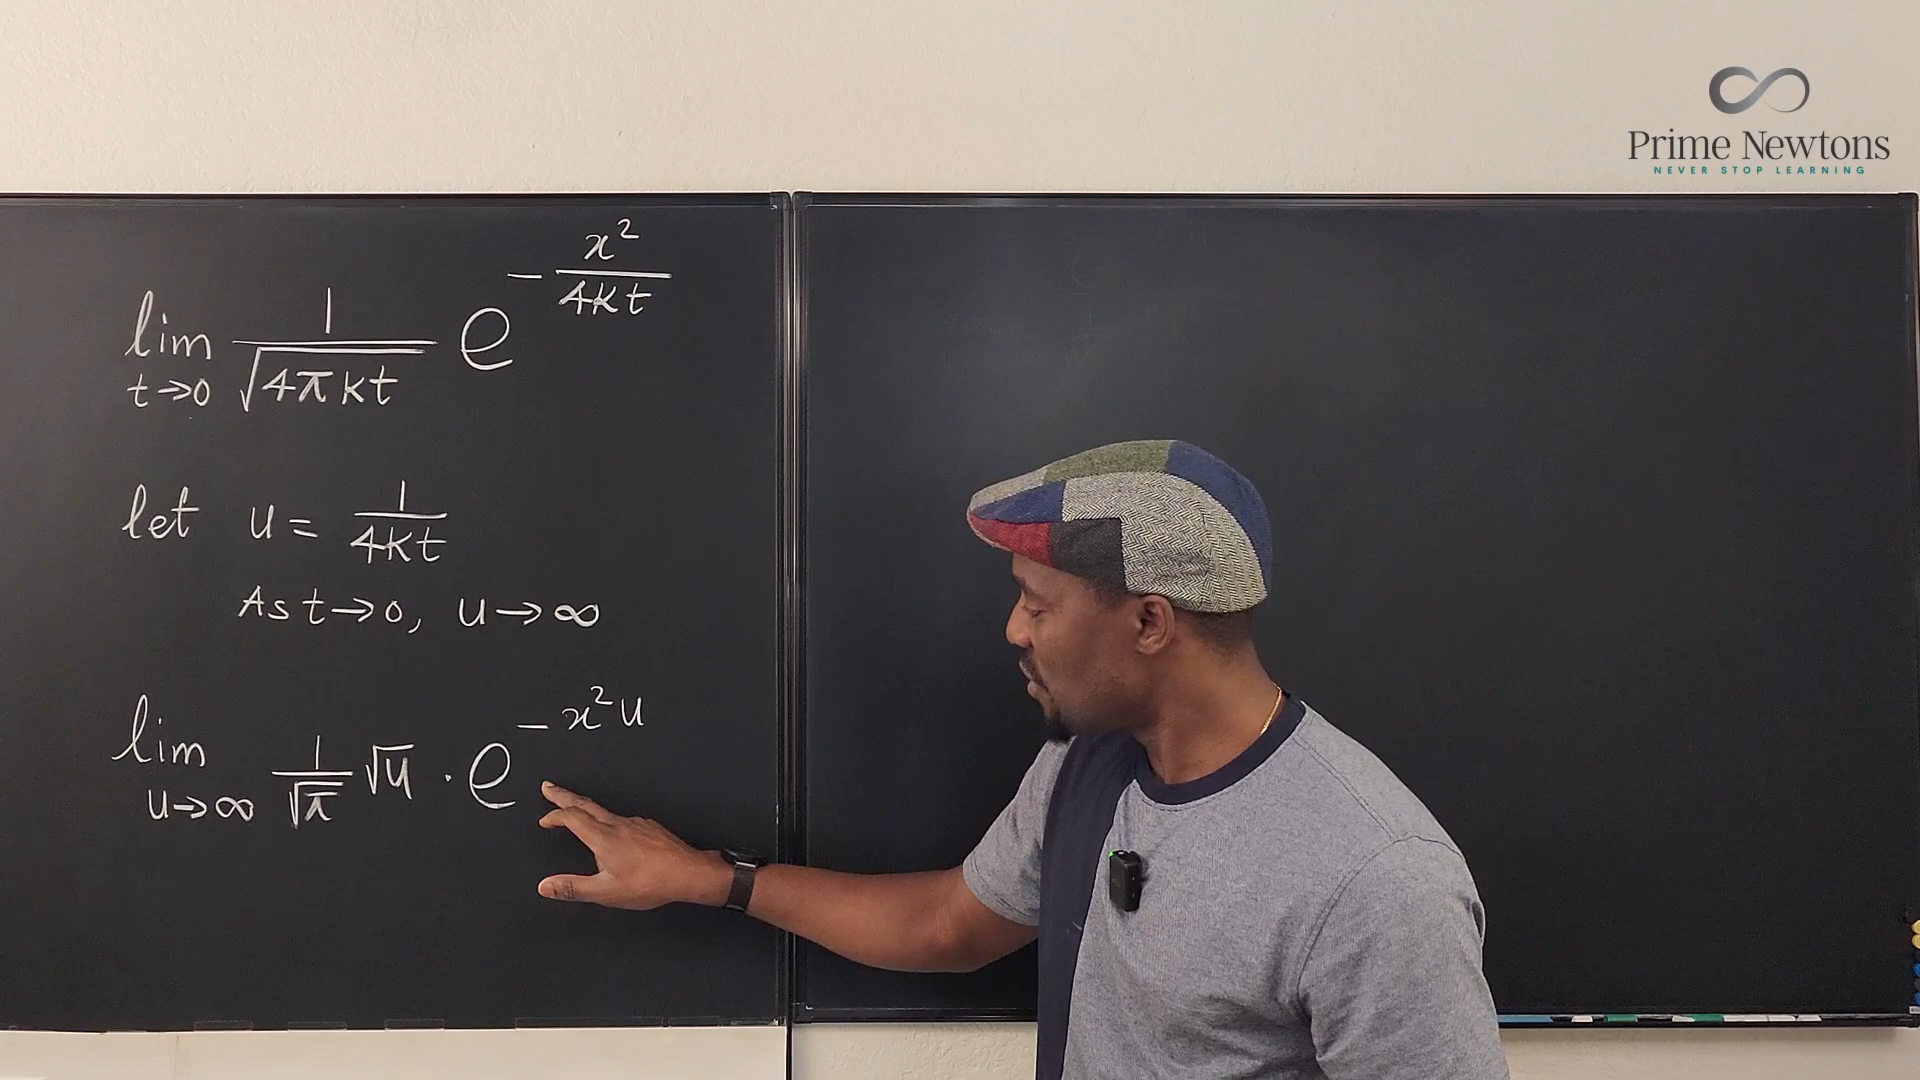 Prime Newtons
NEVER STOP LEARNING
lim t→0 1/√(4πkt) e^(-x²/(4kt))
let u = 1/(4kt)
As t→0, u→∞
lim u→∞ 1/√π √u · e^(-x²u)